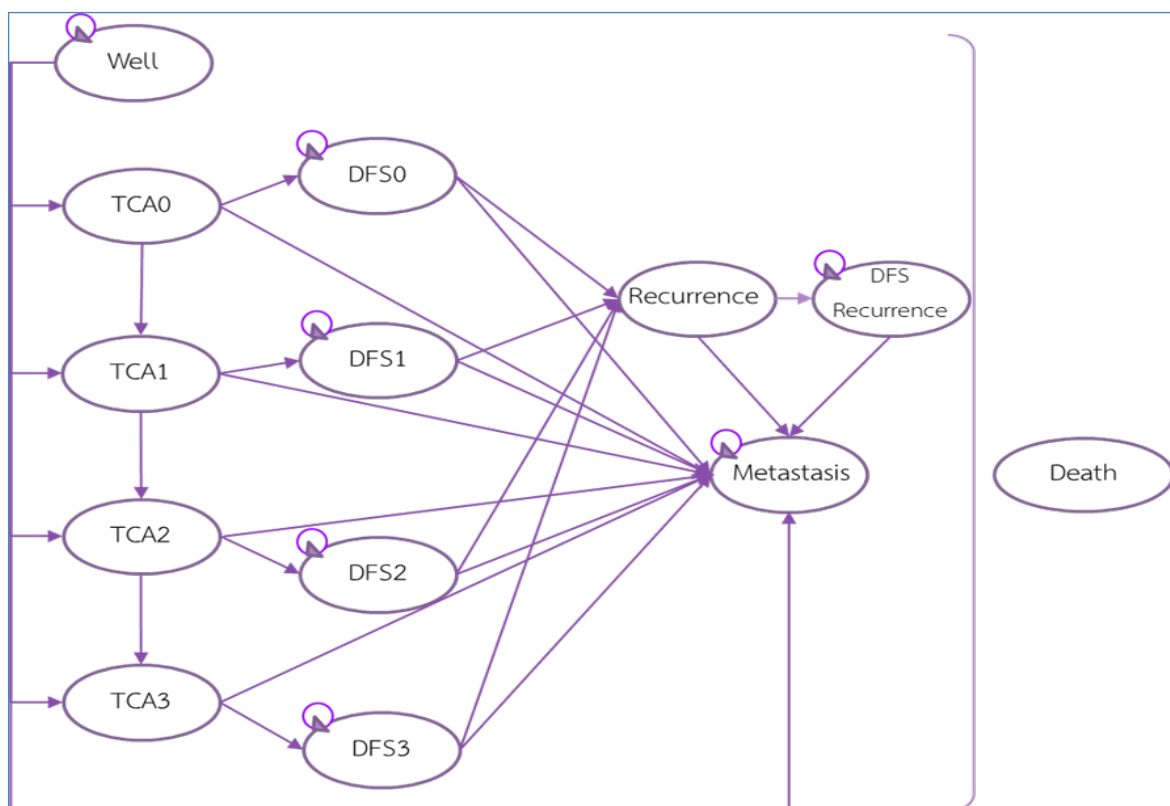 Well
TCA0
DFS0
TCA1
DFS1
Recurrence
DFS
Recurrence
TCA2
DFS2
Metastasis
Death
TCA3
DFS3